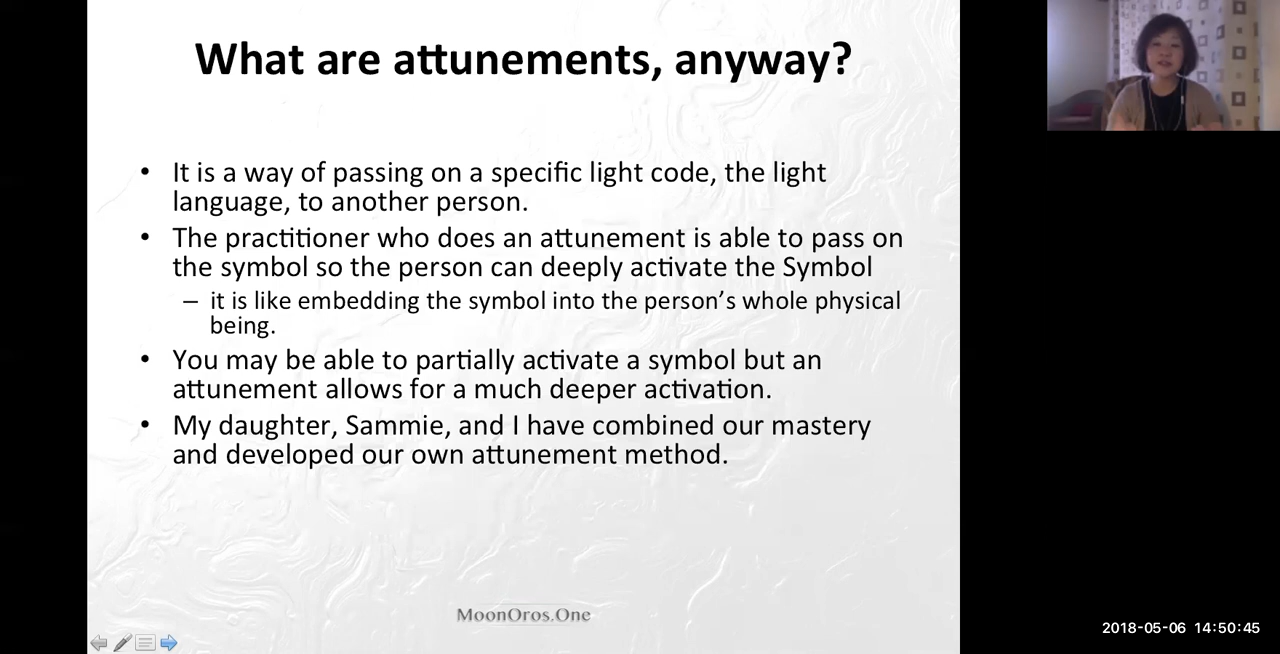 What are attunements, anyway?
• It is a way of passing on a specific light code, the light
language, to another person.
• The practitioner who does an attunement is able to pass on
the symbol so the person can deeply activate the Symbol
– it is like embedding the symbol into the person’s whole physical
being.
• You may be able to partially activate a symbol but an
attunement allows for a much deeper activation.
• My daughter, Sammie, and I have combined our mastery
and developed our own attunement method.
MoonOros.One
2018-05-06 14:50:45